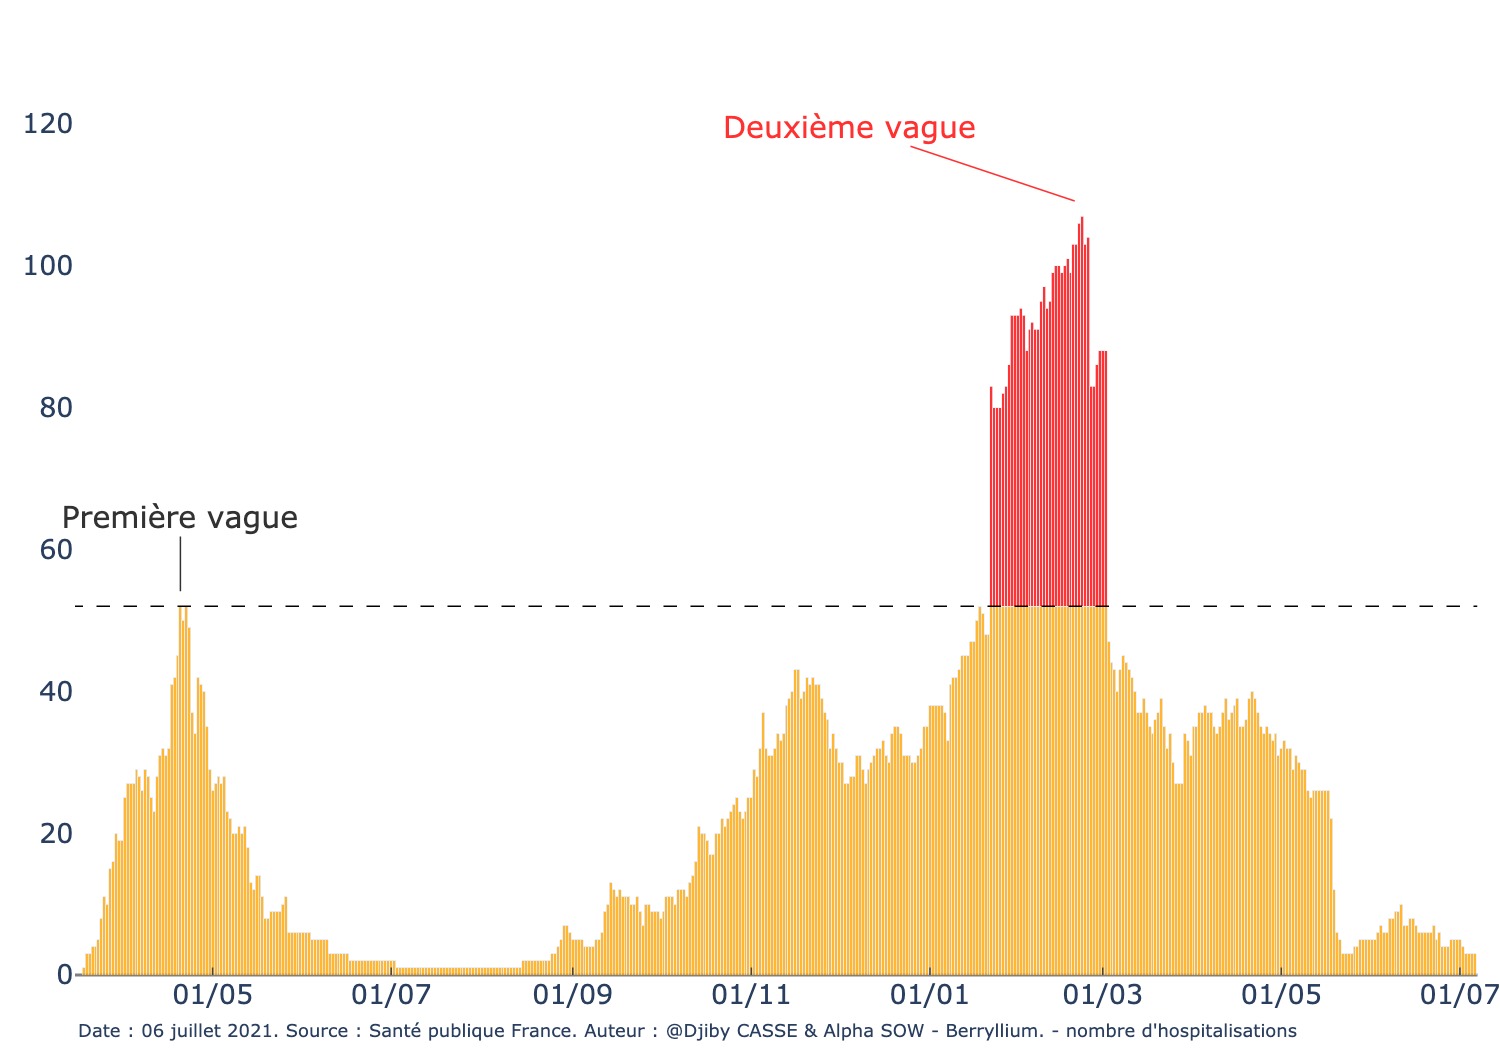 120
Deuxième vague
100
80
Première vague
60
40
20
0
01/05 01/07 01/09 01/11 01/01 01/03 01/05 01/07
Date : 06 juillet 2021. Source : Santé publique France. Auteur : @Djiby CASSE & Alpha SOW - Berryllium. - nombre d'hospitalisations